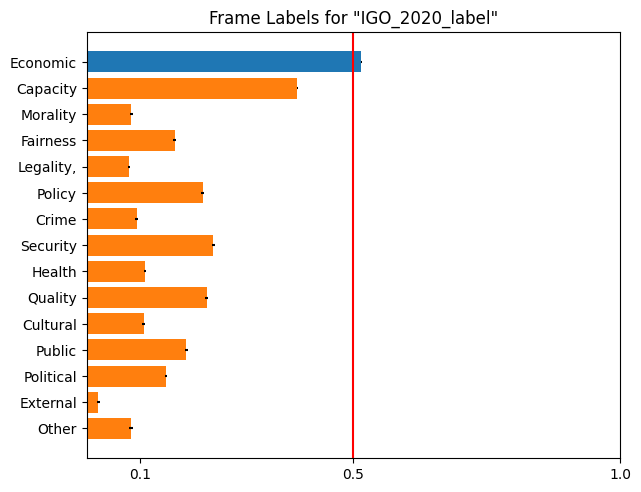 Frame Labels for "IGO_2020_label"
Economic
Capacity
Morality
Fairness
Legality,
Policy
Crime
Security
Health
Quality
Cultural
Public
Political
External
Other
0.1 0.5 1.0